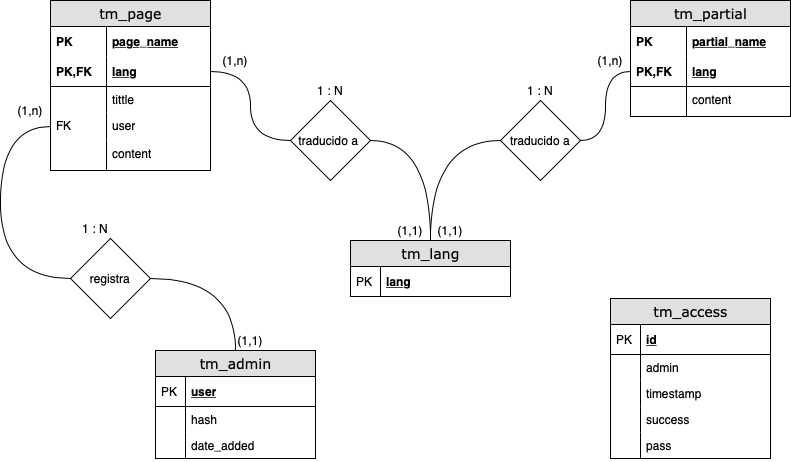 tm_page
PK page_name
PK,FK lang
tittle
FK user
content
tm_partial
PK partial_name
PK,FK lang
content
(1,n)
(1,n)
(1,n)
1 : N
traducido a
1 : N
traducido a
(1,1) (1,1)
tm_lang
PK lang
1 : N
registra
(1,1)
tm_admin
PK user
hash
date_added
tm_access
PK id
admin
timestamp
success
pass